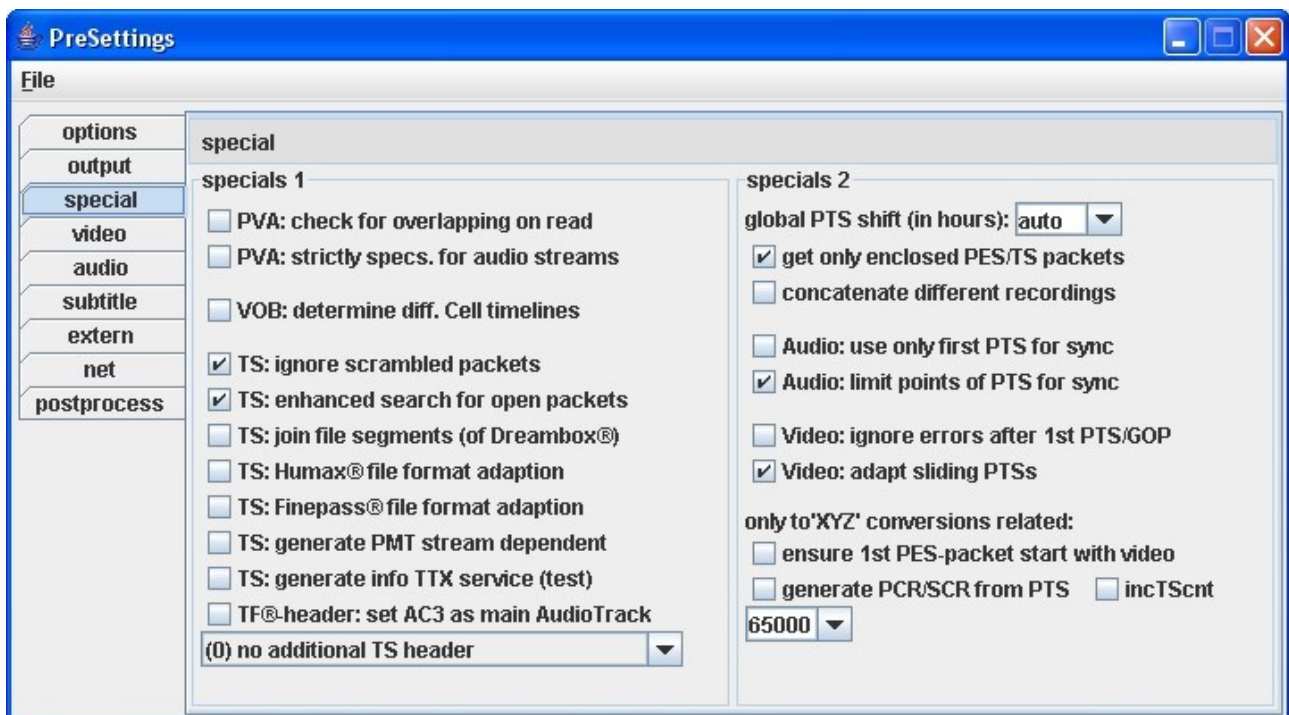 PreSettings
File
options
output
special
video
audio
subtitle
extern
net
postprocess
special
specials 1
PVA: check for overlapping on read
PVA: strictly specs. for audio streams
VOB: determine diff. Cell timelines
TS: ignore scrambled packets
TS: enhanced search for open packets
TS: join file segments (of Dreambox®)
TS: Humax® file format adaption
TS: Finepass® file format adaption
TS: generate PMT stream dependent
TS: generate info TTX service (test)
TF®-header: set AC3 as main AudioTrack
(0) no additional TS header
specials 2
global PTS shift (in hours): auto
get only enclosed PES/TS packets
concatenate different recordings
Audio: use only first PTS for sync
Audio: limit points of PTS for sync
Video: ignore errors after 1st PTS/GOP
Video: adapt sliding PTSs
only to'XYZ' conversions related:
ensure 1st PES-packet start with video
generate PCR/SCR from PTS incTScnt
65000